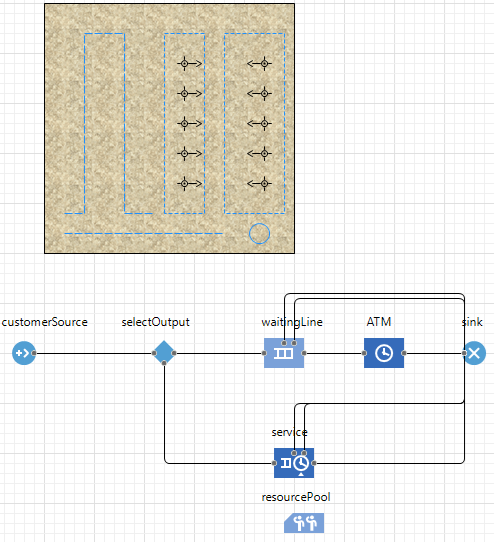 customerSource
selectOutput
waitingLine
ATM
sink
service
resourcePool